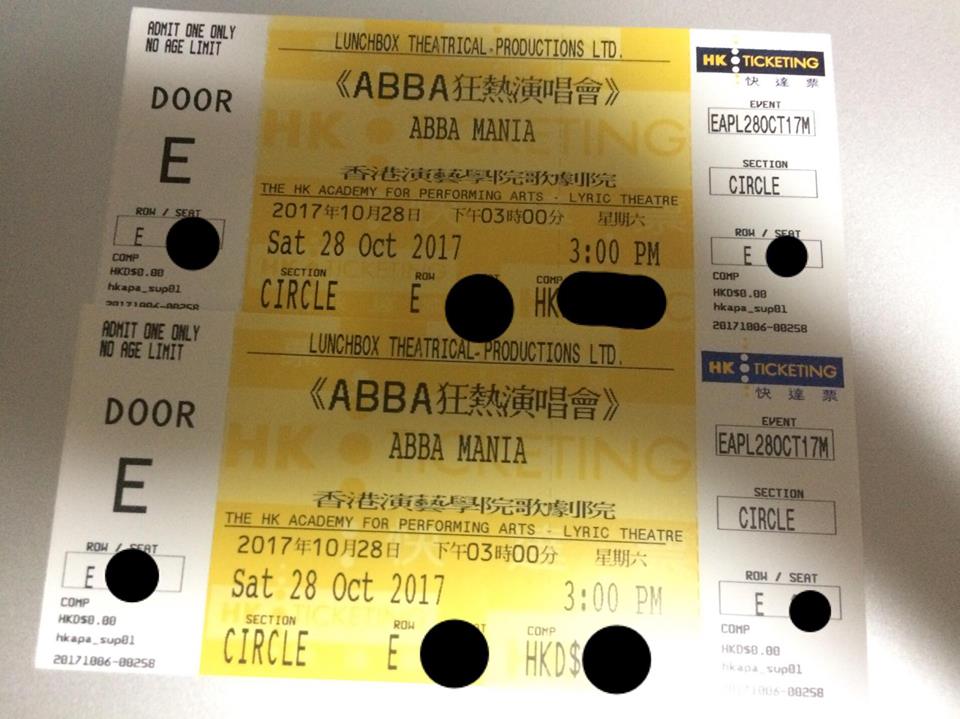 ADMIT ONE ONLY
NO AGE LIMIT
DOOR
E
ROW / SEAT
E
COMP
HKD$0.00
hkapa_sup01
20171006-00258
LUNCHBOX THEATRICAL PRODUCTIONS LTD.
《ABBA狂熱演唱會》
ABBA MANIA
HK TICKETING
香港演藝學院歌劇院
THE HK ACADEMY FOR PERFORMING ARTS - LYRIC THEATRE
2017年10月28日 下午03時00分 星期六
Sat 28 Oct 2017 3:00 PM
SECTION ROW COMP
CIRCLE E HK
HK TICKETING
快達票
EVENT
EAPL28OCT17M
SECTION
CIRCLE
ROW / SEAT
E
COMP
HKD$0.00
hkapa_sup01
20171006-00258
ADMIT ONE ONLY
NO AGE LIMIT
DOOR
E
ROW / SEAT
E
COMP
HKD$0.00
hkapa_sup01
20171006-00258
LUNCHBOX THEATRICAL PRODUCTIONS LTD.
《ABBA狂熱演唱會》
ABBA MANIA
HK TICKETING
香港演藝學院歌劇院
THE HK ACADEMY FOR PERFORMING ARTS - LYRIC THEATRE
2017年10月28日 下午03時00分 星期六
Sat 28 Oct 2017 3:00 PM
SECTION ROW COMP
CIRCLE E HKD$
HK TICKETING
快達票
EVENT
EAPL28OCT17M
SECTION
CIRCLE
ROW / SEAT
E
COMP
HKD$0.00
hkapa_sup01
20171006-00258